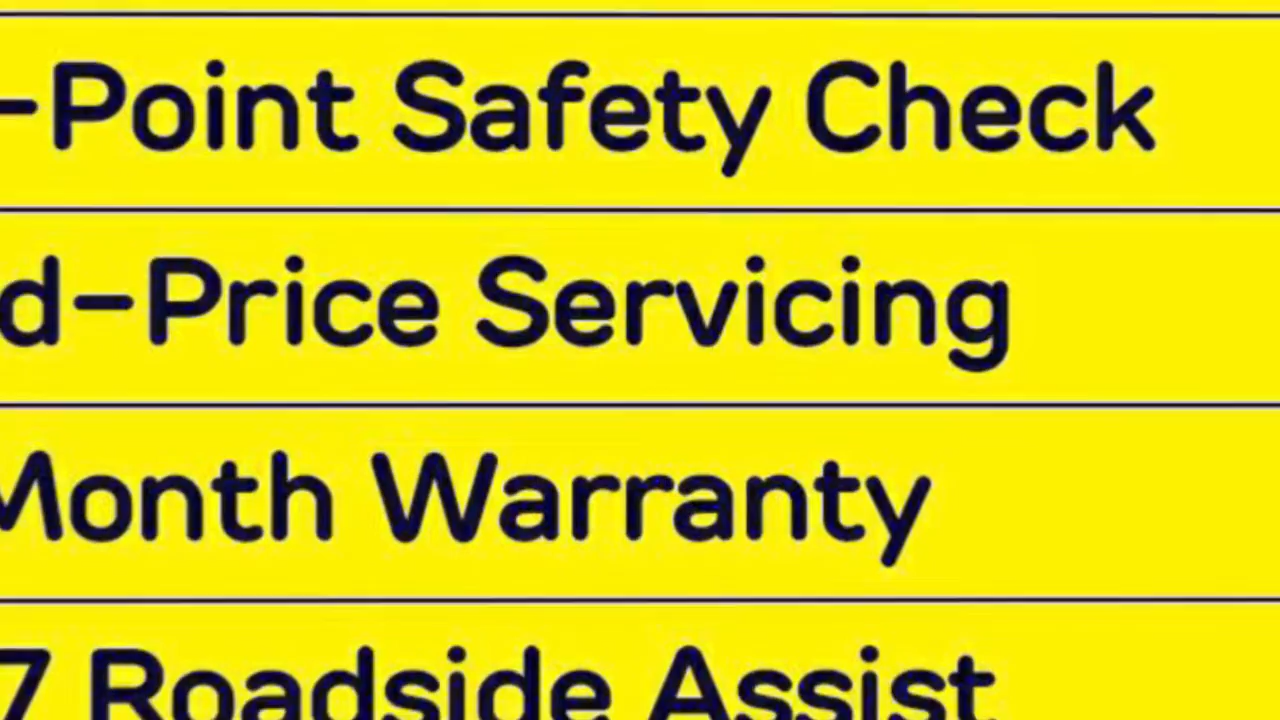 -Point Safety Check
d-Price Servicing
Month Warranty
7 Roadside Assist